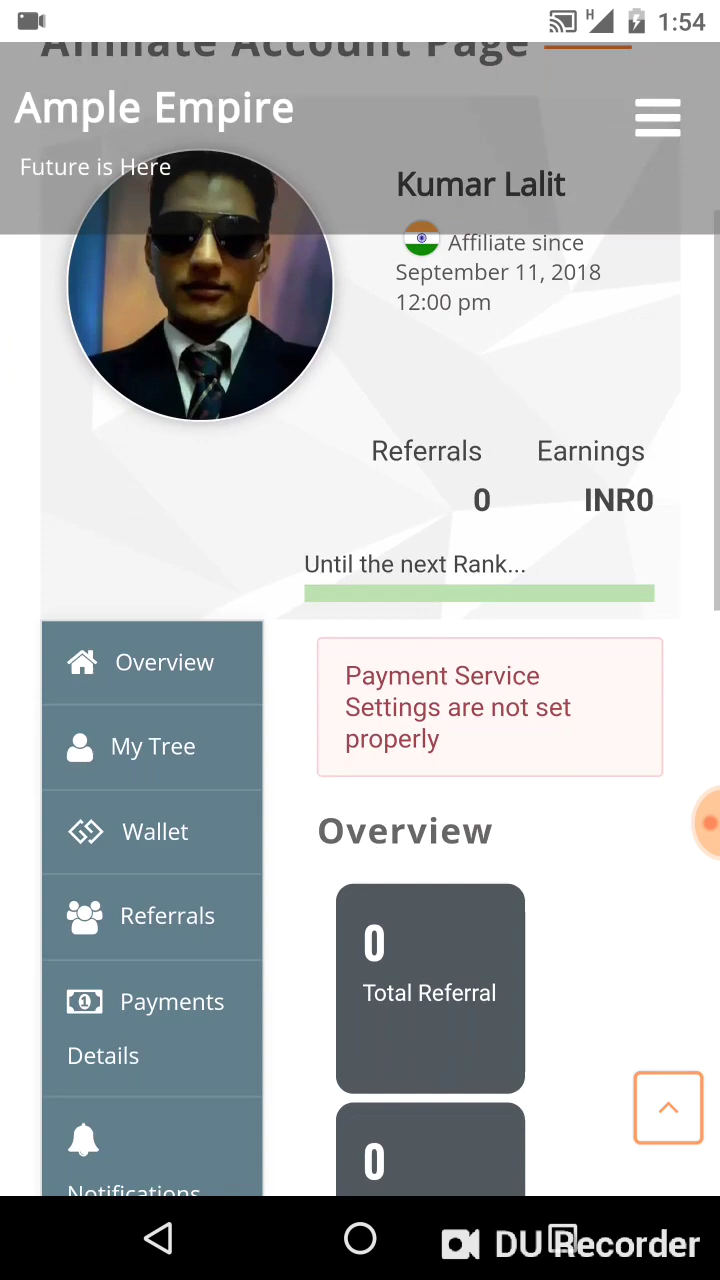 H 1:54
Affiliate Account Page
Ample Empire
Future is Here
Kumar Lalit
Affiliate since
September 11, 2018
12:00 pm
Referrals Earnings
0 INR0
Until the next Rank...
Overview
My Tree
Wallet
Referrals
Payments
Details
Notifications
Payment Service
Settings are not set
properly
Overview
0
Total Referral
0
DU Recorder